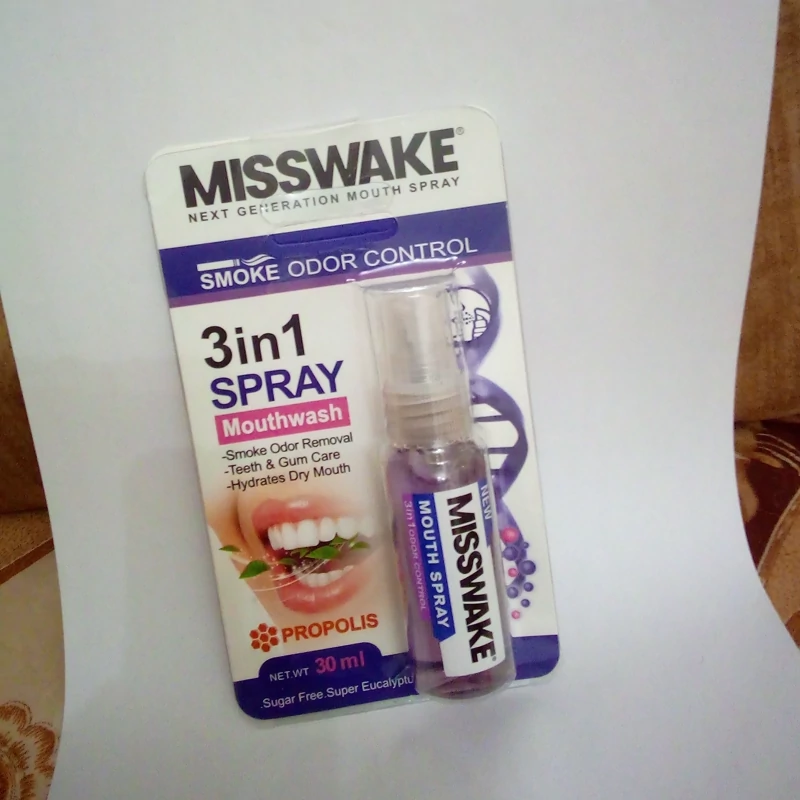 MISSWAKE®
NEXT GENERATION MOUTH SPRAY
SMOKE ODOR CONTROL
3in1
SPRAY
Mouthwash
-Smoke Odor Removal
-Teeth & Gum Care
-Hydrates Dry Mouth
PROPOLIS
NET.WT 30 ml
.Sugar Free.Super Eucalyptu
NEW
MISSWAKE®
MOUTH SPRAY
3in1 ODOR CONTROL